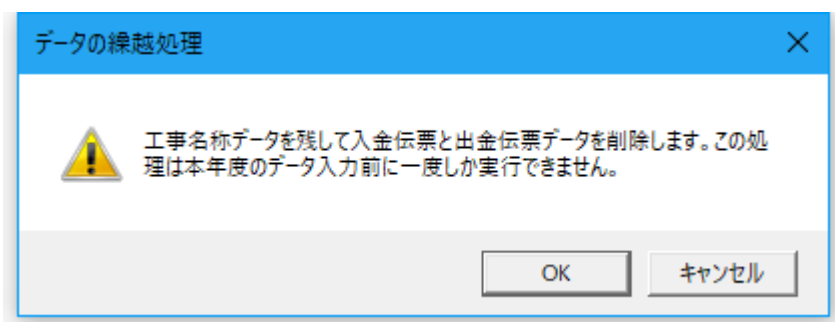 データの繰越処理
工事名称データを残して入金伝票と出金伝票データを削除します。この処
理は本年度のデータ入力前に一度しか実行できません。
OK
キャンセル